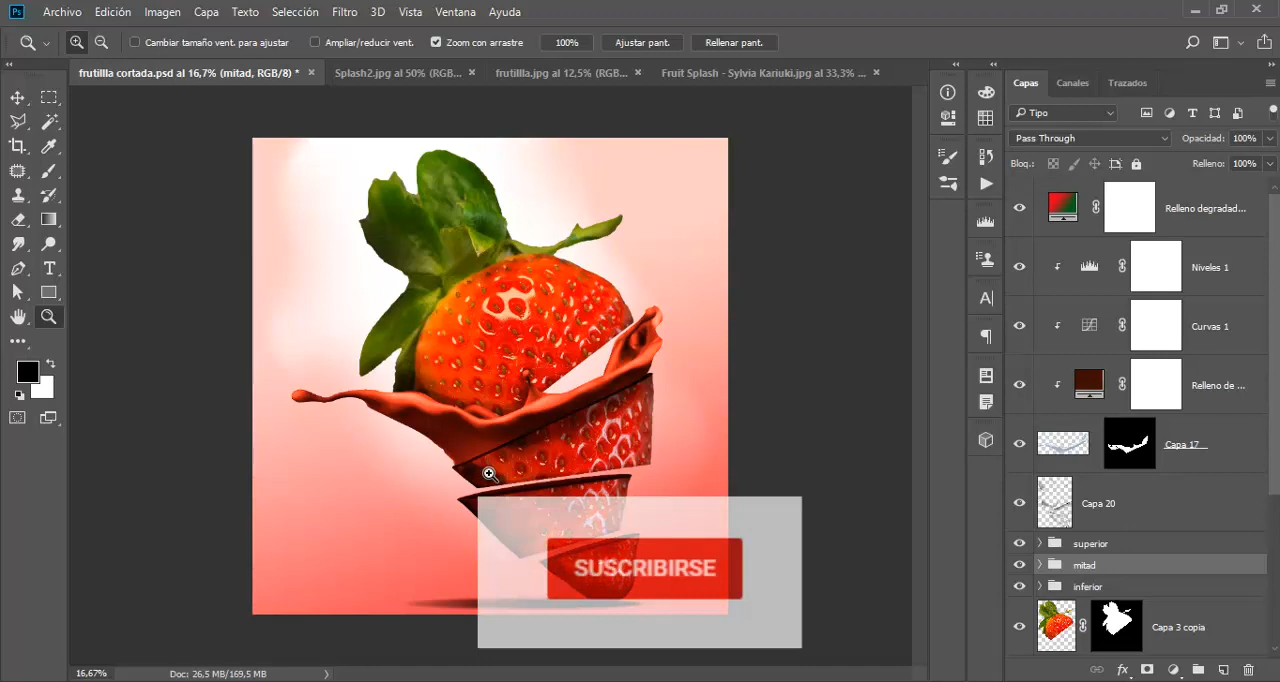 Ps Archivo Edición Imagen Capa Texto Selección Filtro 3D Vista Ventana Ayuda
Cambiar tamaño vent. para ajustar Ampliar/reducir vent. Zoom con arrastre 100% Ajustar pant. Rellenar pant.
frutillla cortada.psd al 16,7% (mitad, RGB/8) * Splash2.jpg al 50% (RGB... frutillla.jpg al 12,5% (RGB... Fruit Splash - Sylvia Kariuki.jpg al 33,3% ...
Capas Canales Trazados
Tipo
Pass Through Opacidad: 100%
Bloq.: Relleno: 100%
Relleno degradad...
Niveles 1
Curvas 1
Relleno de ...
Capa 17
Capa 20
superior
mitad
inferior
Capa 3 copia
SUSCRIBIRSE
16,67% Doc: 26,5 MB/169,5 MB